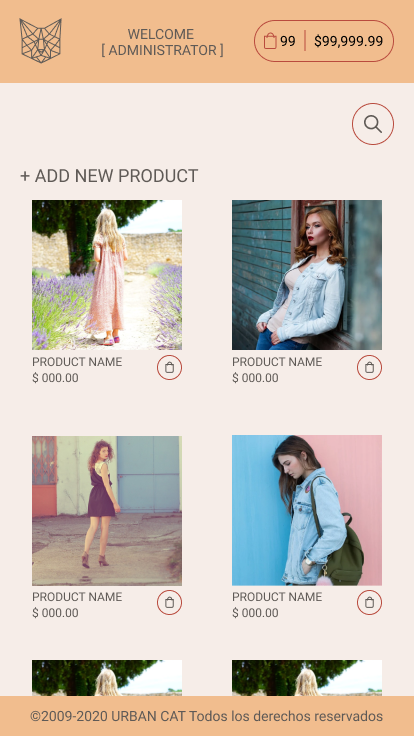 WELCOME
[ ADMINISTRATOR ]
99 $99,999.99
+ ADD NEW PRODUCT
PRODUCT NAME
$ 000.00
PRODUCT NAME
$ 000.00
PRODUCT NAME
$ 000.00
PRODUCT NAME
$ 000.00
©2009-2020 URBAN CAT Todos los derechos reservados